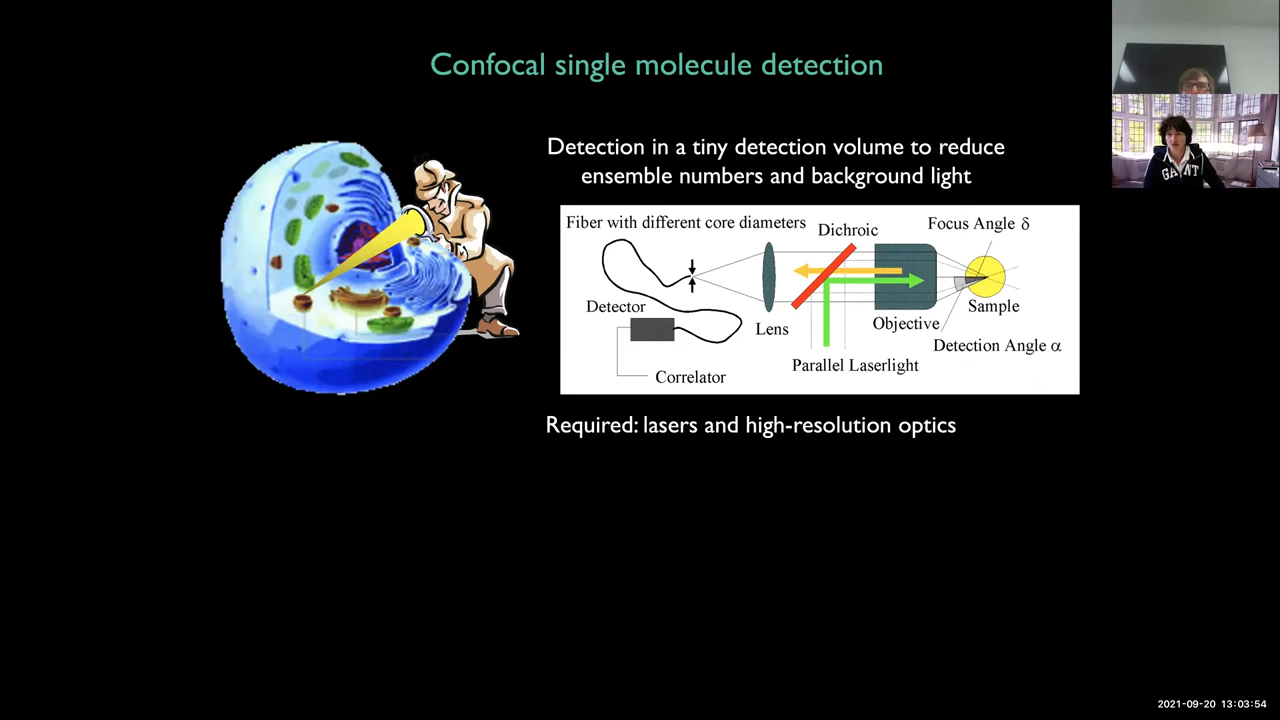 Confocal single molecule detection
Detection in a tiny detection volume to reduce
ensemble numbers and background light
Fiber with different core diameters
Dichroic
Focus Angle δ
Detector
Lens
Objective
Sample
Detection Angle α
Parallel Laserlight
Correlator
Required: lasers and high-resolution optics
2021-09-20 13:03:54